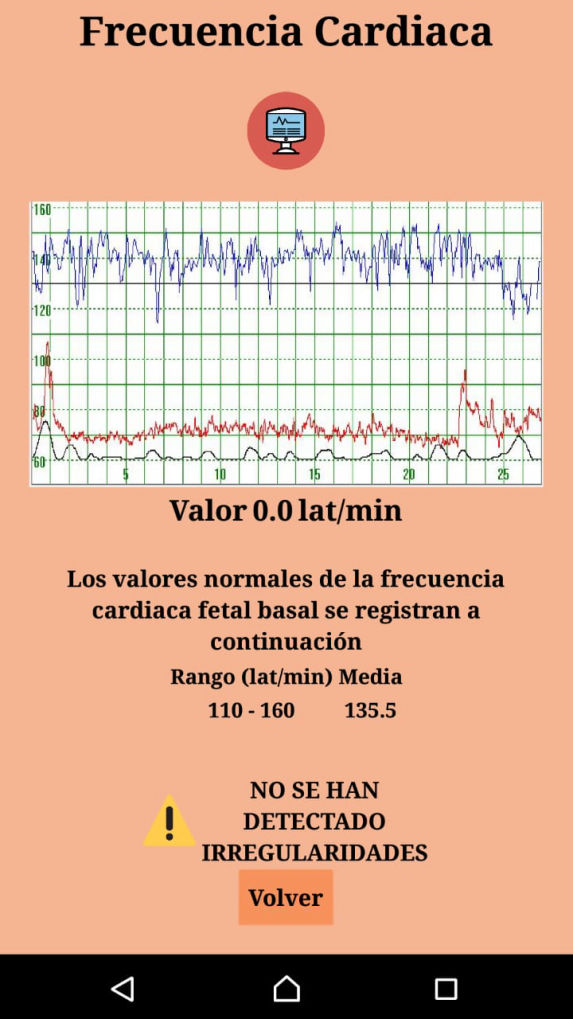 Frecuencia Cardiaca
160
140
120
100
80
60
5 10 15 20 25
Valor 0.0 lat/min
Los valores normales de la frecuencia
cardiaca fetal basal se registran a
continuación
Rango (lat/min) Media
110 - 160 135.5
NO SE HAN
DETECTADO
IRREGULARIDADES
Volver